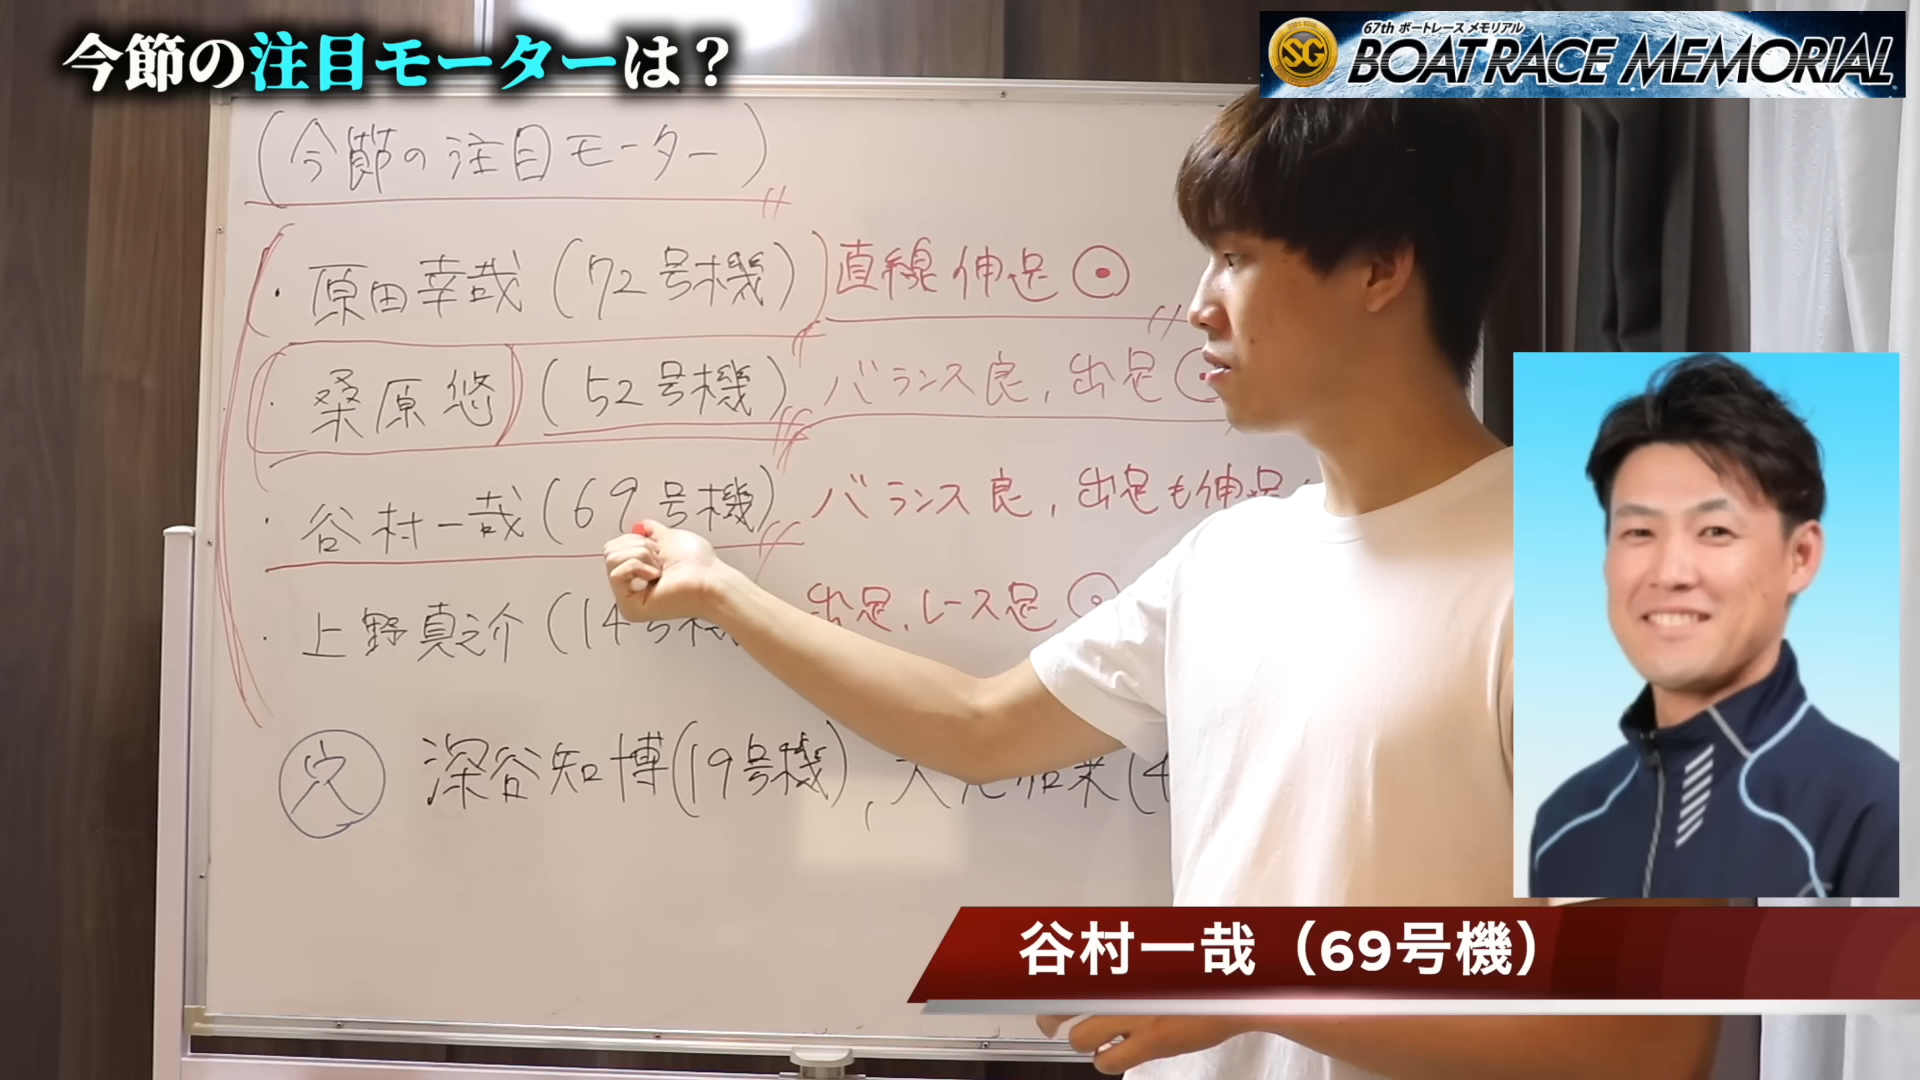 今節の注目モーターは？
67th ボートレース メモリアル
SG
BOAT RACE MEMORIAL
(今節の注目モーター)
・原田幸哉(72号機) 直線伸足◎
・桑原悠(52号機) バランス良,出足
・谷村一哉(69号機) バランス良,出足も伸足
・上野真之介(14号機 出足,レース足◎
穴 深谷知博(19号機),
谷村一哉（69号機）